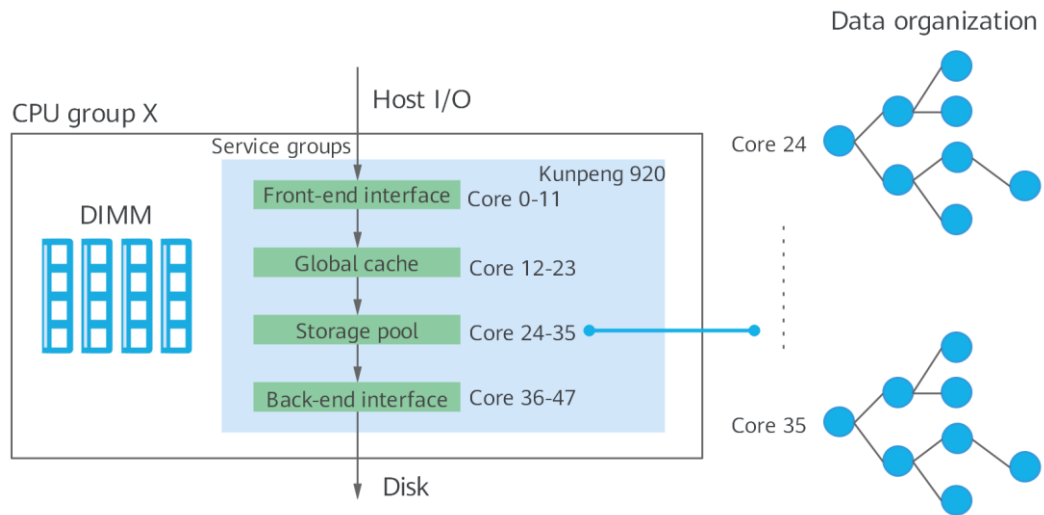 Data organization
Host I/O
CPU group X
Service groups
Kunpeng 920
Core 24
Front-end interface
Core 0-11
DIMM
Global cache
Core 12-23
Storage pool
Core 24-35
Back-end interface
Core 36-47
Core 35
Disk